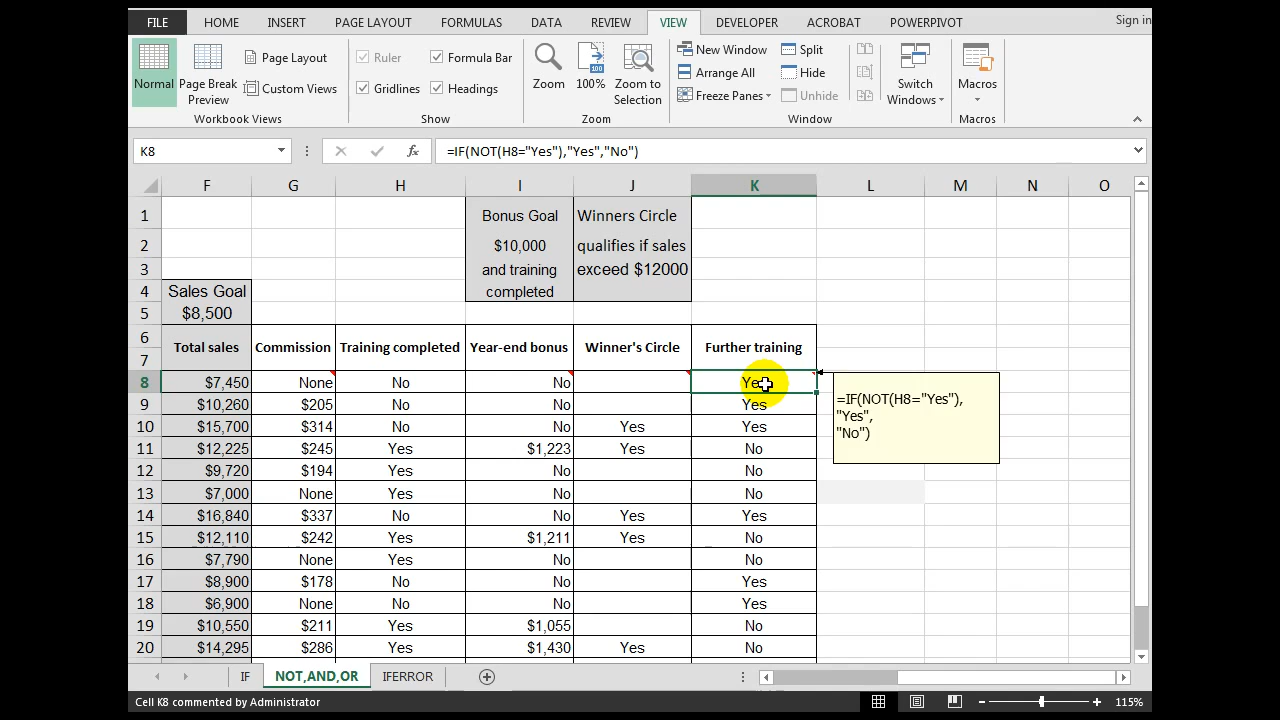 FILE HOME INSERT PAGE LAYOUT FORMULAS DATA REVIEW VIEW DEVELOPER ACROBAT POWERPIVOT Sign in
Normal Page Break Preview Page Layout Custom Views
Workbook Views
Ruler Formula Bar
Gridlines Headings
Show
Zoom 100% Zoom to Selection
Zoom
New Window Split
Arrange All Hide
Freeze Panes Unhide
Switch Windows
Window
Macros
Macros
K8 fx =IF(NOT(H8="Yes"),"Yes","No")
F G H I J K L M N O
1 Bonus Goal Winners Circle
2 $10,000 qualifies if sales
3 and training exceed $12000
4 Sales Goal completed
5 $8,500
6
Total sales Commission Training completed Year-end bonus Winner's Circle Further training
7
8 $7,450 None No No Yes
9 $10,260 $205 No No Yes
10 $15,700 $314 No No Yes Yes
11 $12,225 $245 Yes $1,223 Yes No
12 $9,720 $194 Yes No No
13 $7,000 None Yes No No
14 $16,840 $337 No No Yes Yes
15 $12,110 $242 Yes $1,211 Yes No
16 $7,790 None Yes No No
17 $8,900 $178 No No Yes
18 $6,900 None No No Yes
19 $10,550 $211 Yes $1,055 No
20 $14,295 $286 Yes $1,430 Yes No
=IF(NOT(H8="Yes"),
"Yes",
"No")
IF NOT,AND,OR IFERROR
Cell K8 commented by Administrator 115%